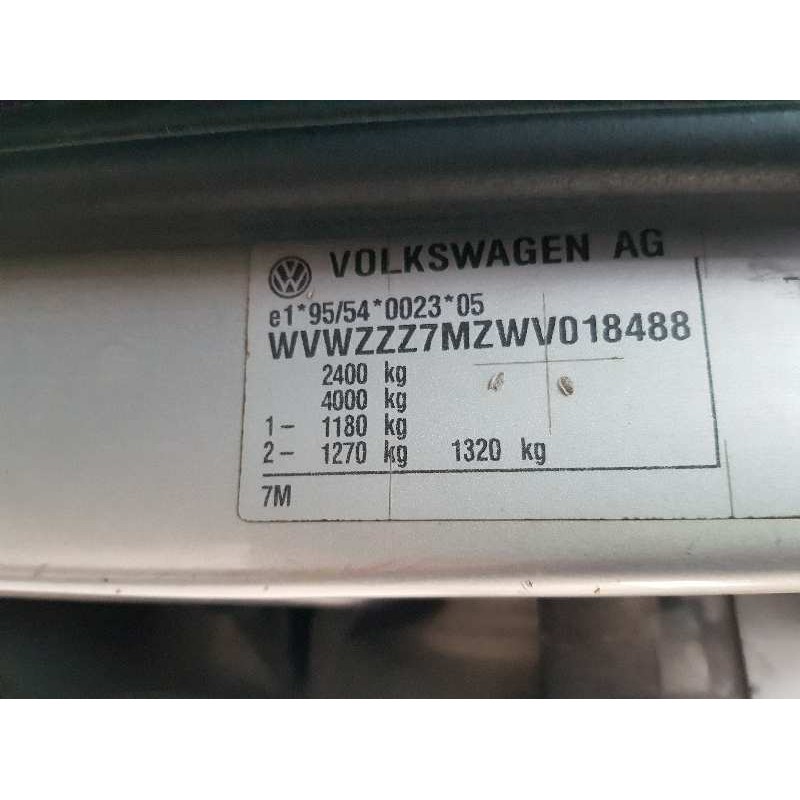 VOLKSWAGEN AG
e1*95/54*0023*05
WVWZZZ7MZWV018488
2400 kg
4000 kg
1- 1180 kg
2- 1270 kg 1320 kg
7M